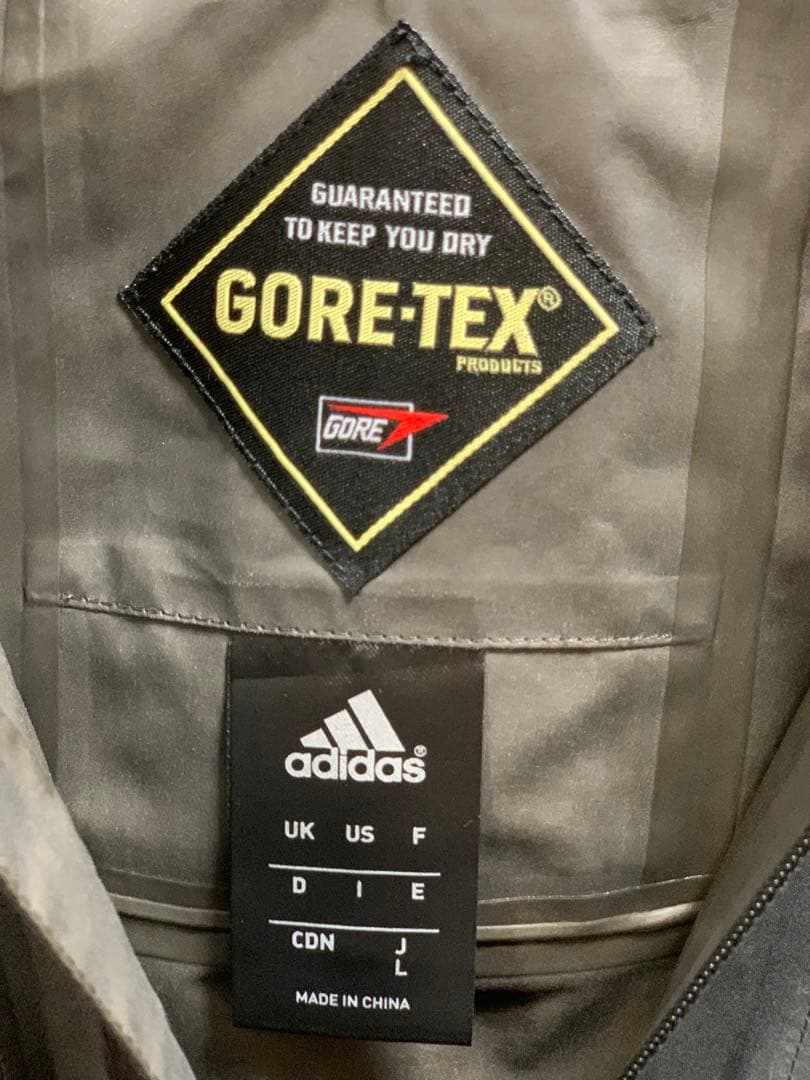 GUARANTEED
TO KEEP YOU DRY
GORE-TEX®
PRODUCTS
GORE
adidas®
UK US F
D I E
CDN J
L
MADE IN CHINA